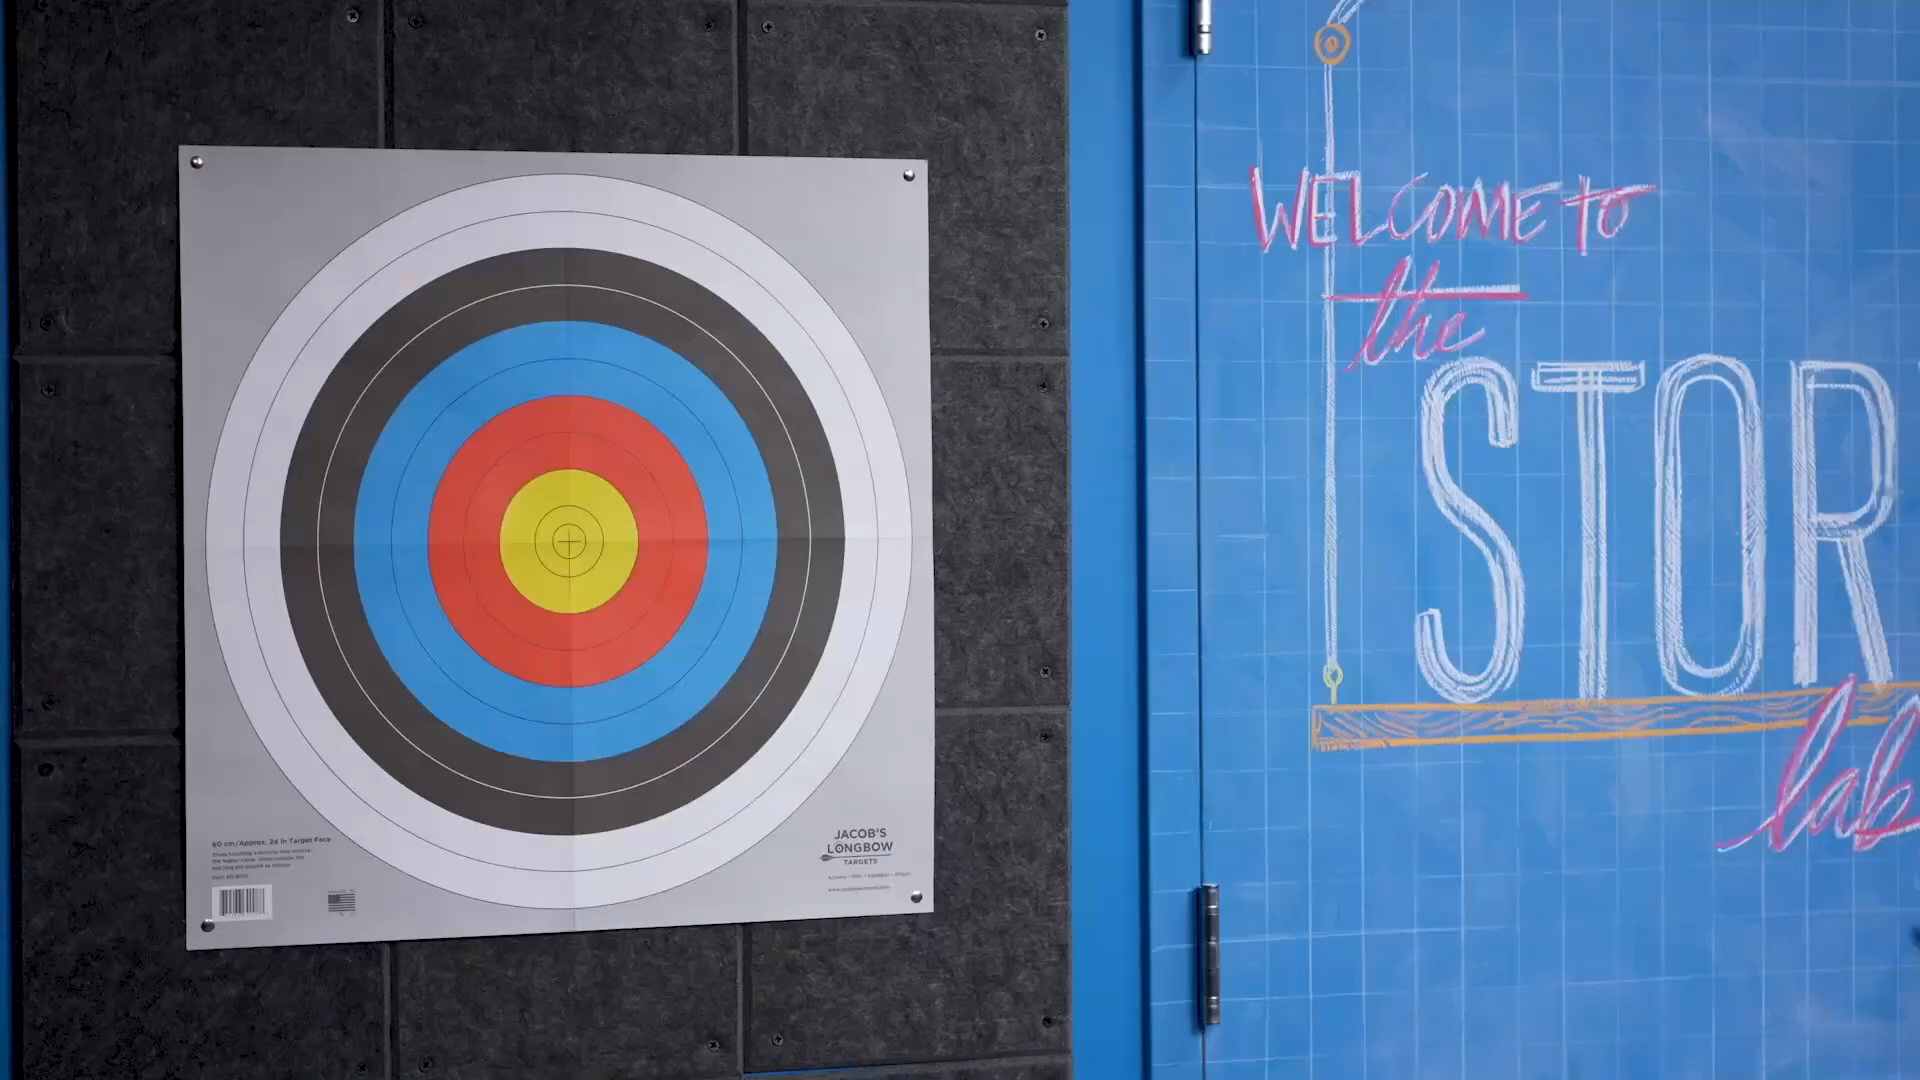 WELCOME to
the
STOR
lab
60 cm/Approx. 24 in Target Face
JACOB'S
LONGBOW
TARGETS